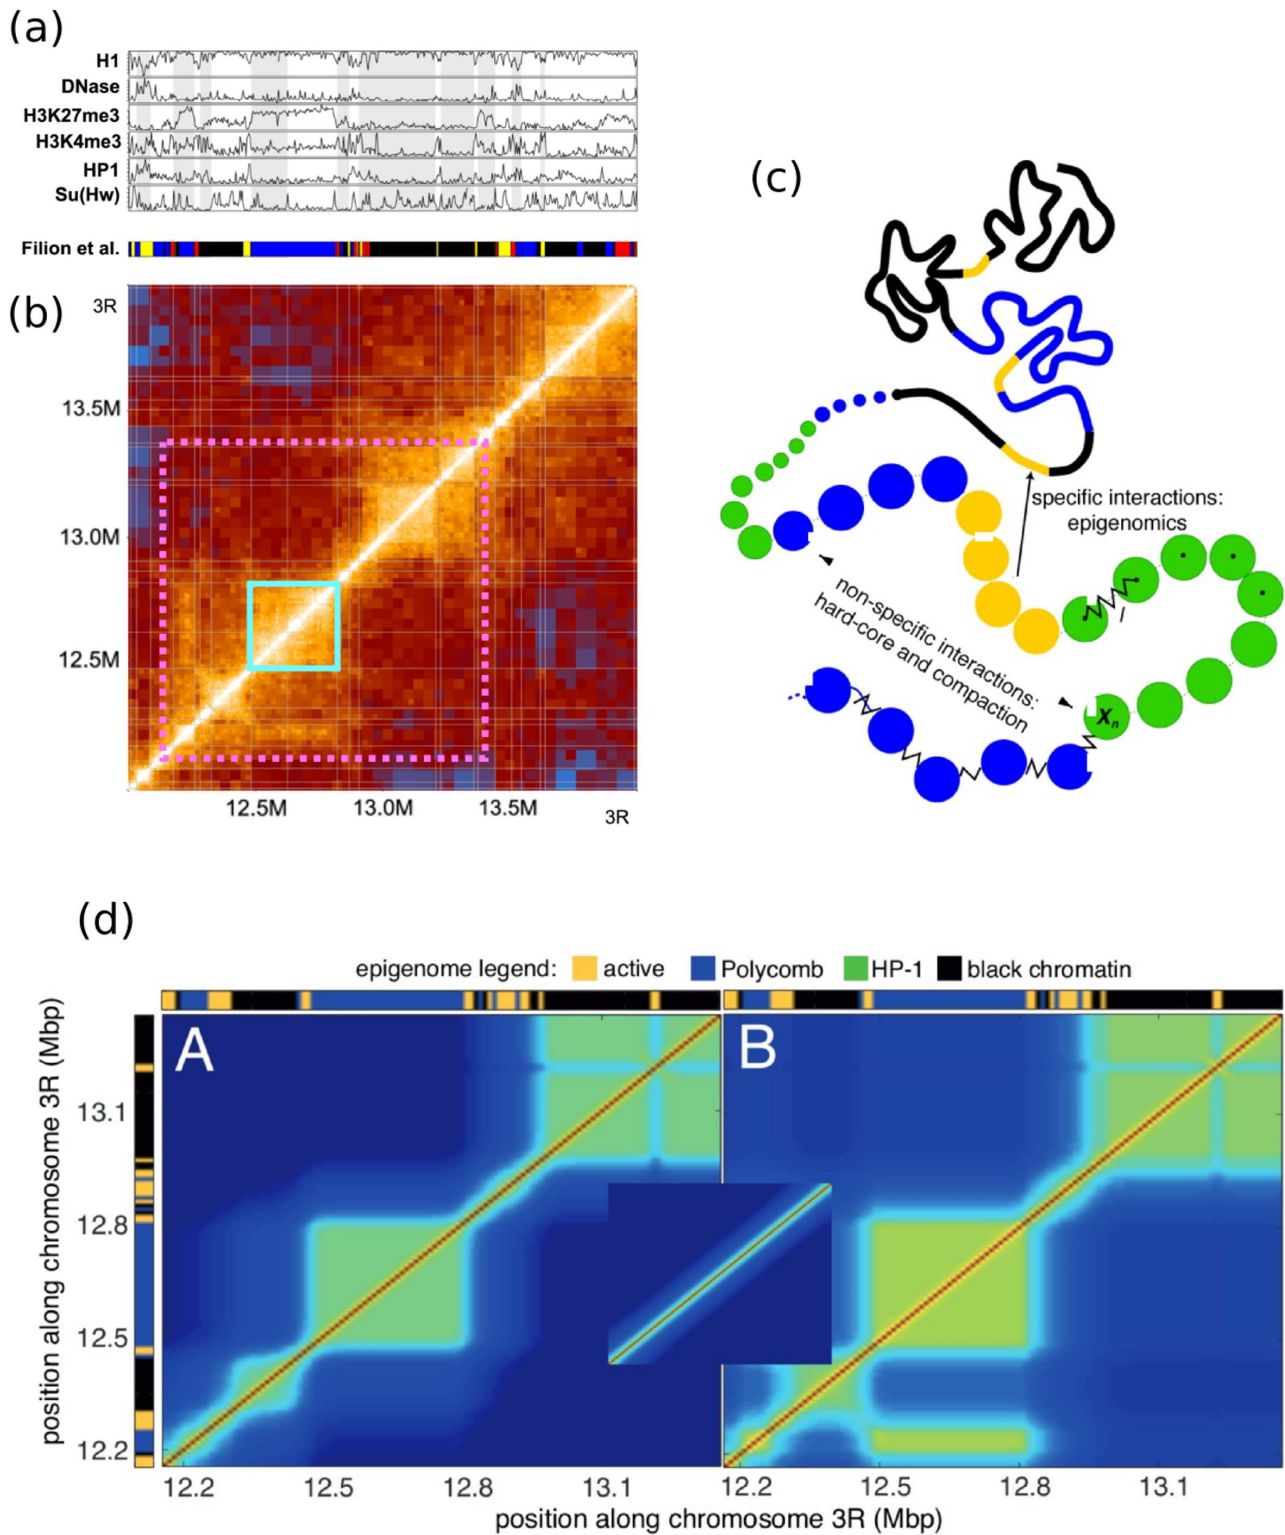 (a)
H1
DNase
H3K27me3
H3K4me3
HP1
Su(Hw)
Filion et al.
(b)
3R
13.5M
13.0M
12.5M
12.5M 13.0M 13.5M
3R
(c)
specific interactions:
epigenomics
non-specific interactions:
hard-core and compaction
l
Xn
(d)
epigenome legend: active Polycomb HP-1 black chromatin
position along chromosome 3R (Mbp)
A B
13.1
12.8
12.5
12.2
12.2 12.5 12.8 13.1 12.2 12.5 12.8 13.1
position along chromosome 3R (Mbp)